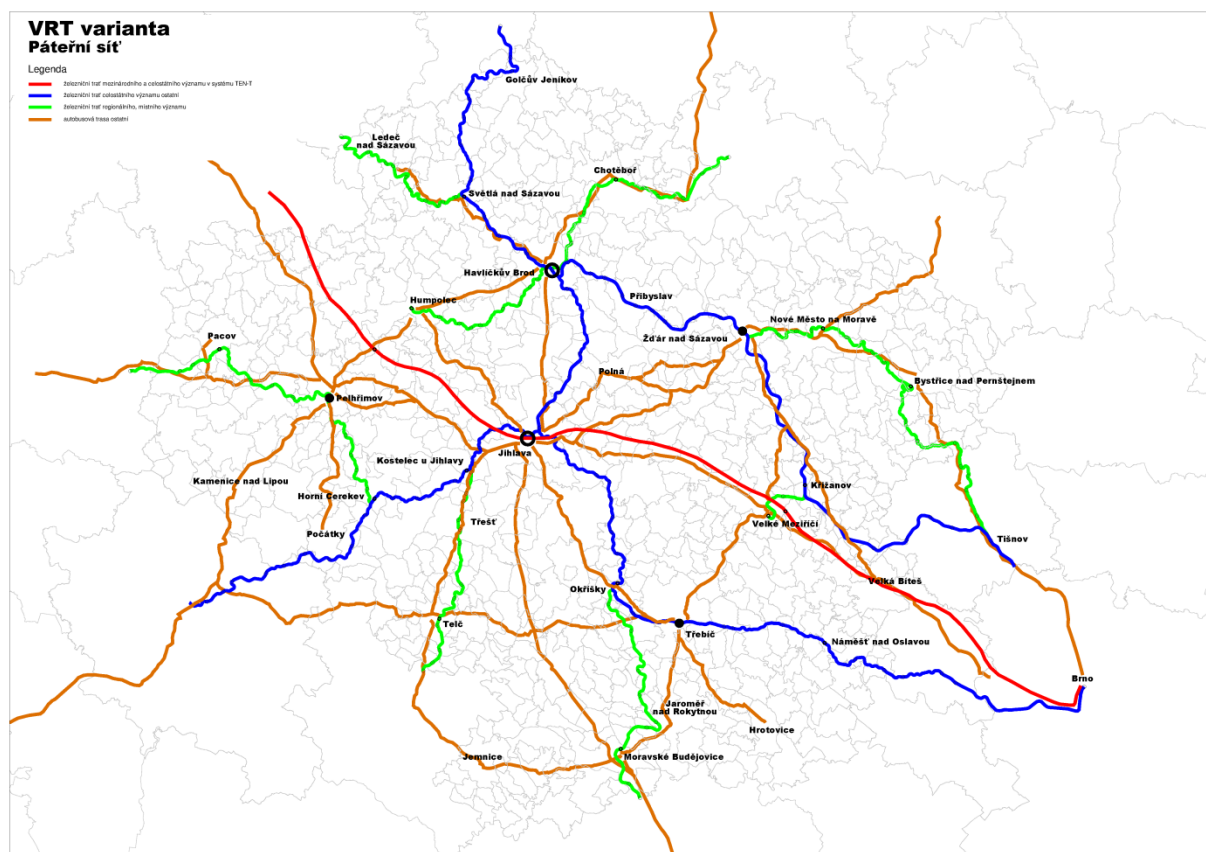 VRT varianta
Páteřní síť
Legenda
železniční trať mezinárodního a celostátního významu v systému TEN-T
železniční trať celostátního významu ostatní
železniční trať regionálního, místního významu
autobusová trasa ostatní
Golčův Jeníkov
Ledeč
nad Sázavou
Chotěboř
Světlá nad Sázavou
Havlíčkův Brod
Přibyslav
Humpolec
Nové Město na Moravě
Pacov
Žďár nad Sázavou
Polná
Bystřice nad Pernštejnem
Pelhřimov
Jihlava
Kostelec u Jihlavy
Kamenice nad Lipou
Křižanov
Horní Cerekev
Třešť
Velké Meziříčí
Počátky
Tišnov
Velká Bíteš
Okříšky
Telč
Třebíč
Náměšť nad Oslavou
Brno
Jaroměř
nad Rokytnou
Hrotovice
Jemnice
Moravské Budějovice